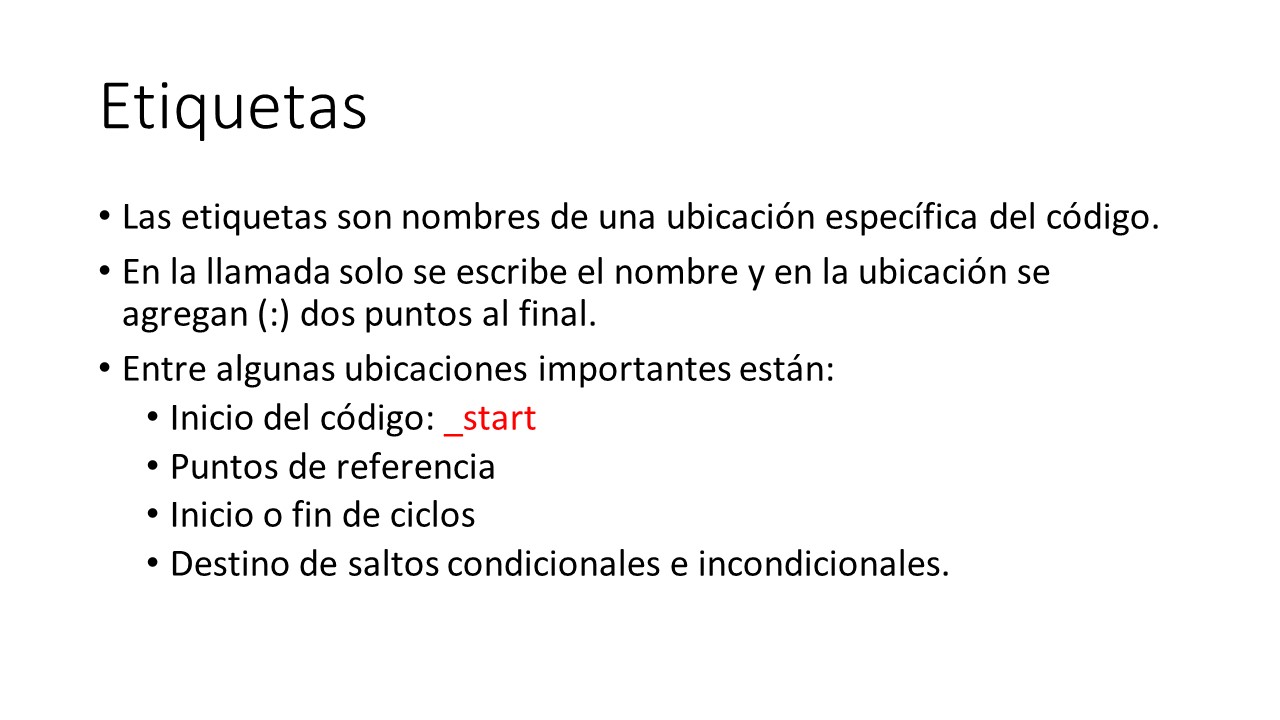 Etiquetas
• Las etiquetas son nombres de una ubicación específica del código.
• En la llamada solo se escribe el nombre y en la ubicación se
agregan (:) dos puntos al final.
• Entre algunas ubicaciones importantes están:
• Inicio del código: _start
• Puntos de referencia
• Inicio o fin de ciclos
• Destino de saltos condicionales e incondicionales.